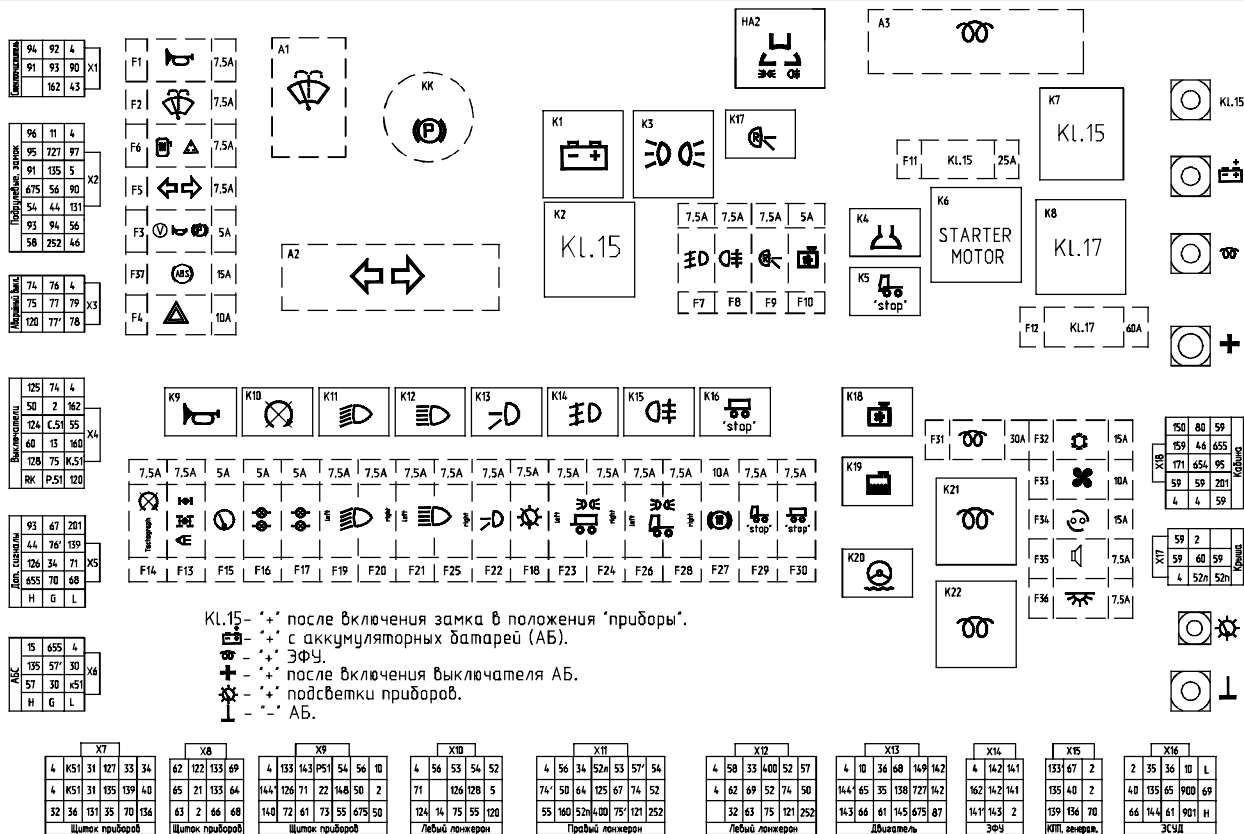 94 92 4
91 93 90
162 43
X1
96 11 4
95 727 97
91 135 5
675 56 90
54 44 131
93 94 56
58 252 46
Подрулевые, замок
X2
74 76 4
75 77 79
120 77' 78
X3
F1 7,5A
F2 7,5A
F6 7,5A
F5 7,5A
F3 V P 5A
F37 ABS 15A
F4 10A
A1
A2
KK
P
HA2
A3
K1
K2
KL.15
K3
K17
R
7,5A 7,5A 7,5A 5A
R
F7 F8 F9 F10
K4
K5
"stop"
F11 KL.15 25A
K6
STARTER
MOTOR
K7
KL.15
K8
KL.17
F12 KL.17 60A
KL.15
125 74 4
50 2 162
124 C.51 55
60 13 160
128 75 K.51
RK P.51 120
Выключатели
X4
93 67 201
44 76' 139
126 34 71
655 70 68
H G L
Доп. сигналы
X5
15 655 4
135 57' 30
57 30 к51
H G L
АБС
X6
K9
K10
K11
K12
K13
K14
K15
K16
"stop"
7,5A 7,5A 5A 5A 5A 7,5A 7,5A 7,5A 7,5A 7,5A 7,5A 7,5A 7,5A 7,5A 7,5A 10A 7,5A 7,5A
Tachograph
left right left right left right left right
"stop" "stop"
F14 F13 F15 F16 F17 F19 F20 F21 F25 F22 F18 F23 F24 F26 F28 F27 F29 F30
K18
K19
K20
K21
K22
F31 30A
F32 15A
F33 10A
F34 15A
F35 7,5A
F36 7,5A
150 80 59
159 46 655
171 654 95
59 59 201
4 4 59
X18
Кабина
59 2
59 60 59
4 52л 52п
X17
Крыша
KL.15- "+" после включения замка в положения "приборы".
- "+" с аккумуляторных батарей (АБ).
- "+" ЭФУ.
- "+" после включения выключателя АБ.
- "+" подсветки приборов.
- "-" АБ.
X7
4 K51 31 127 33 34
4 K51 31 135 139 40
32 36 131 35 70 136
Щиток приборов
X8
62 122 133 69
65 21 133 64
63 2 66 68
Щиток приборов
X9
4 133 143 P51 54 56 10
144' 126 71 22 148 50 2
140 72 61 73 55 675 50
Щиток приборов
X10
4 56 53 54 52
71 126 128 5
124 14 75 55 120
Левый лонжерон
X11
4 56 34 52л 53 57' 54
74' 50 64 125 67 74 52
55 160 52п 400 75' 121 252
Правый лонжерон
X12
4 58 33 400 52 57
4 62 69 52 74 50
32 63 75 121 252
Левый лонжерон
X13
4 10 36 68 149 142
144' 65 35 138 727 142
143 66 61 145 675 87
Двигатель
X14
4 142 141
162 142 141
141' 143 2
ЭФУ
X15
133' 67 2
135 40 2
139 136 70
КПП, генерат.
X16
2 35 36 10 L
40 135 65 900 69
66 144 61 901 H
ЭСУД